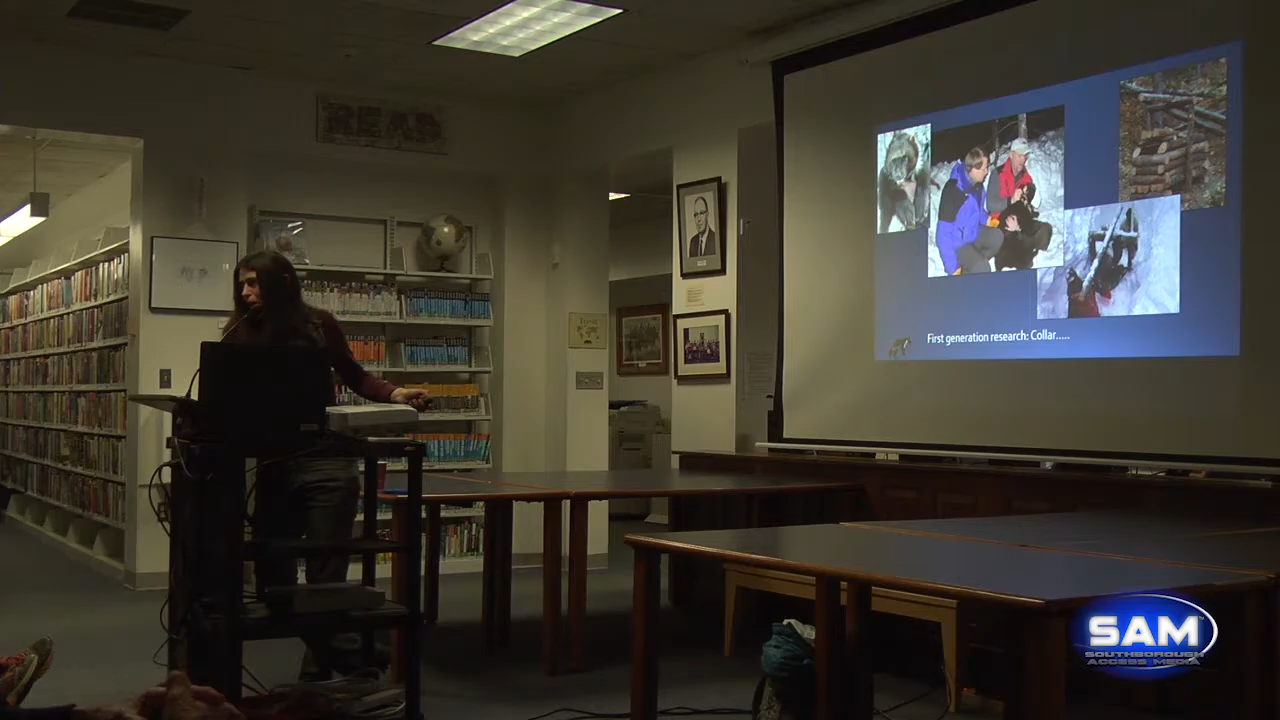 READ
First generation research: Collar.....
SAM
SOUTHBOROUGH
ACCESS MEDIA